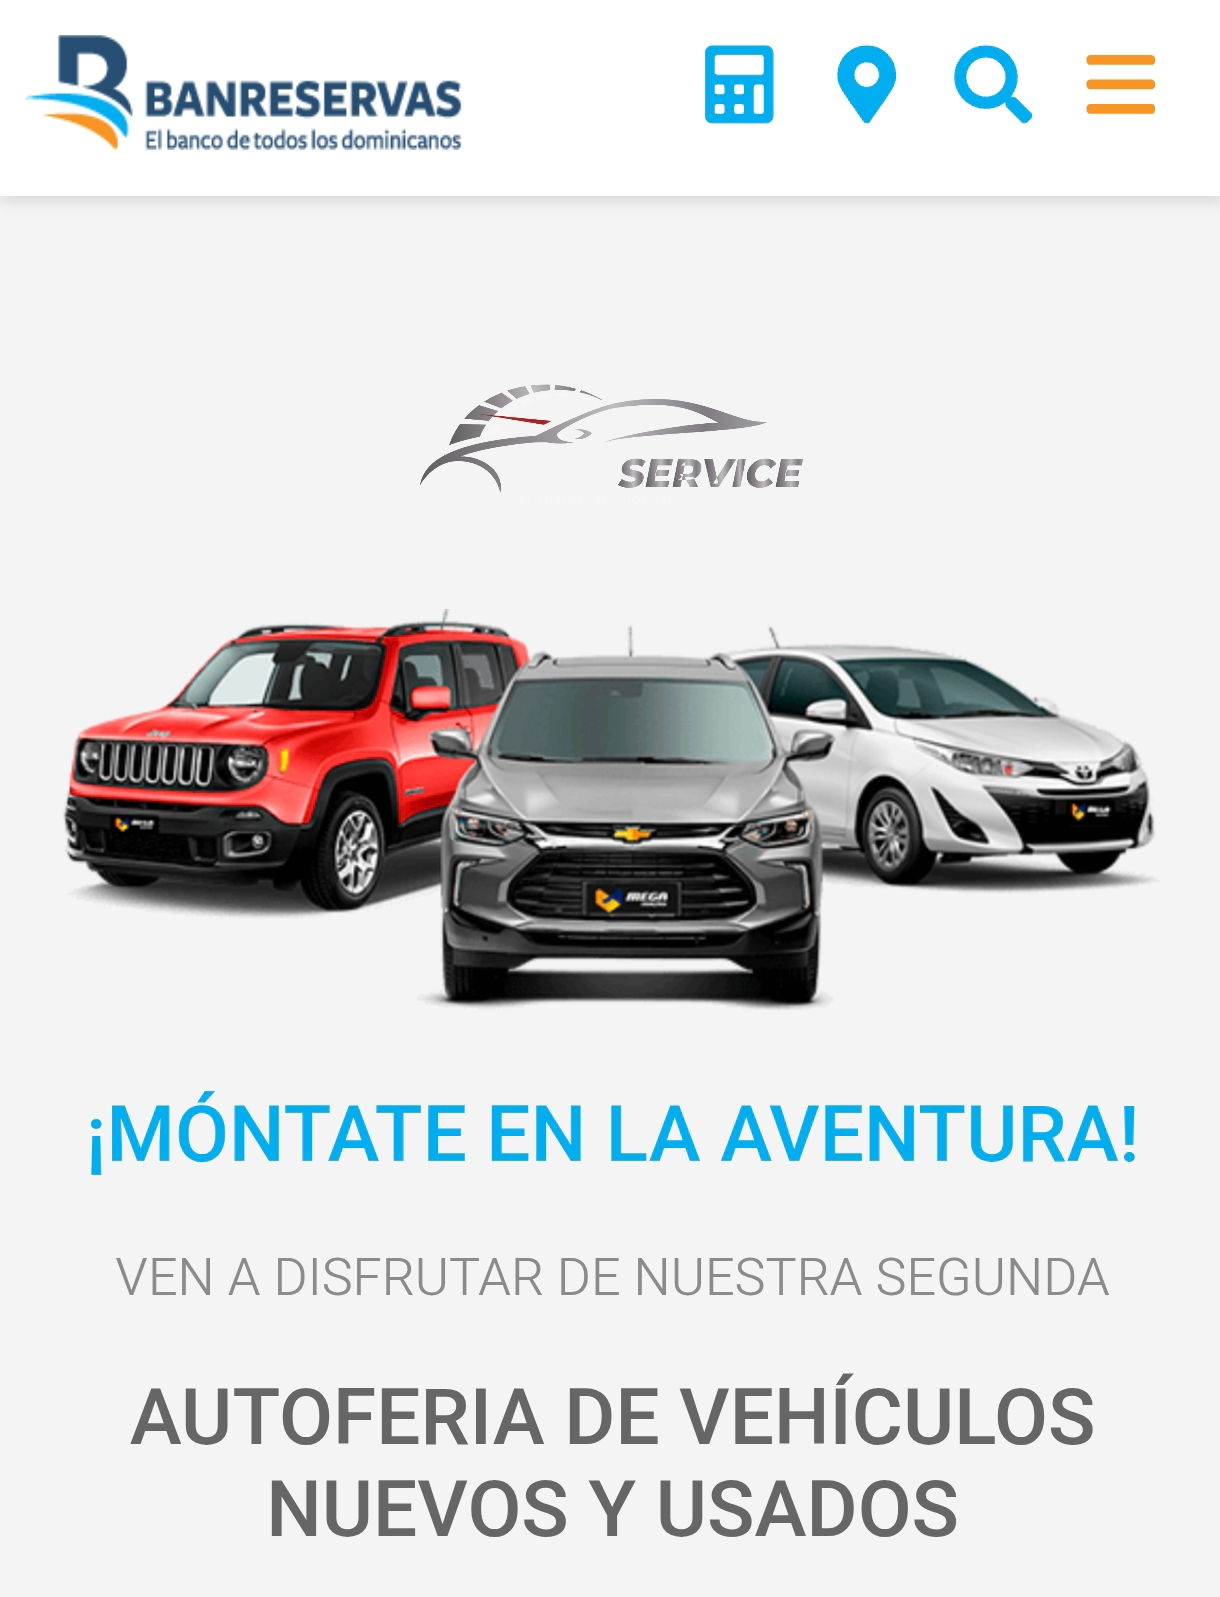 BANRESERVAS
El banco de todos los dominicanos
SERVICE
MEGA
¡MÓNTATE EN LA AVENTURA!
VEN A DISFRUTAR DE NUESTRA SEGUNDA
AUTOFERIA DE VEHÍCULOS
NUEVOS Y USADOS